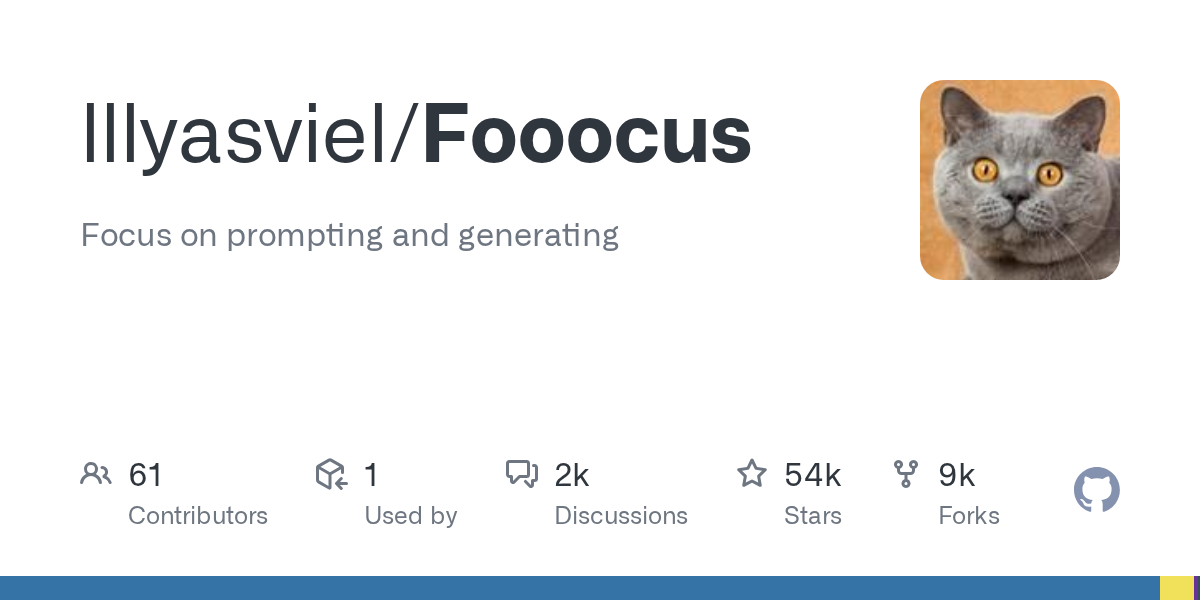 lllyasviel/Fooocus
Focus on prompting and generating
61 1 2k 54k 9k
Contributors Used by Discussions Stars Forks